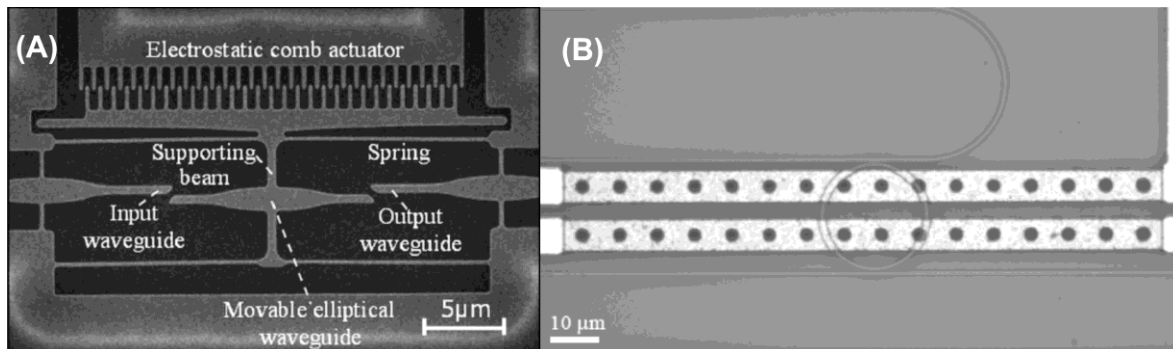 (A)
Electrostatic comb actuator
Supporting
beam
Spring
Input
waveguide
Output
waveguide
Movable elliptical
waveguide
5µm
(B)
10 µm